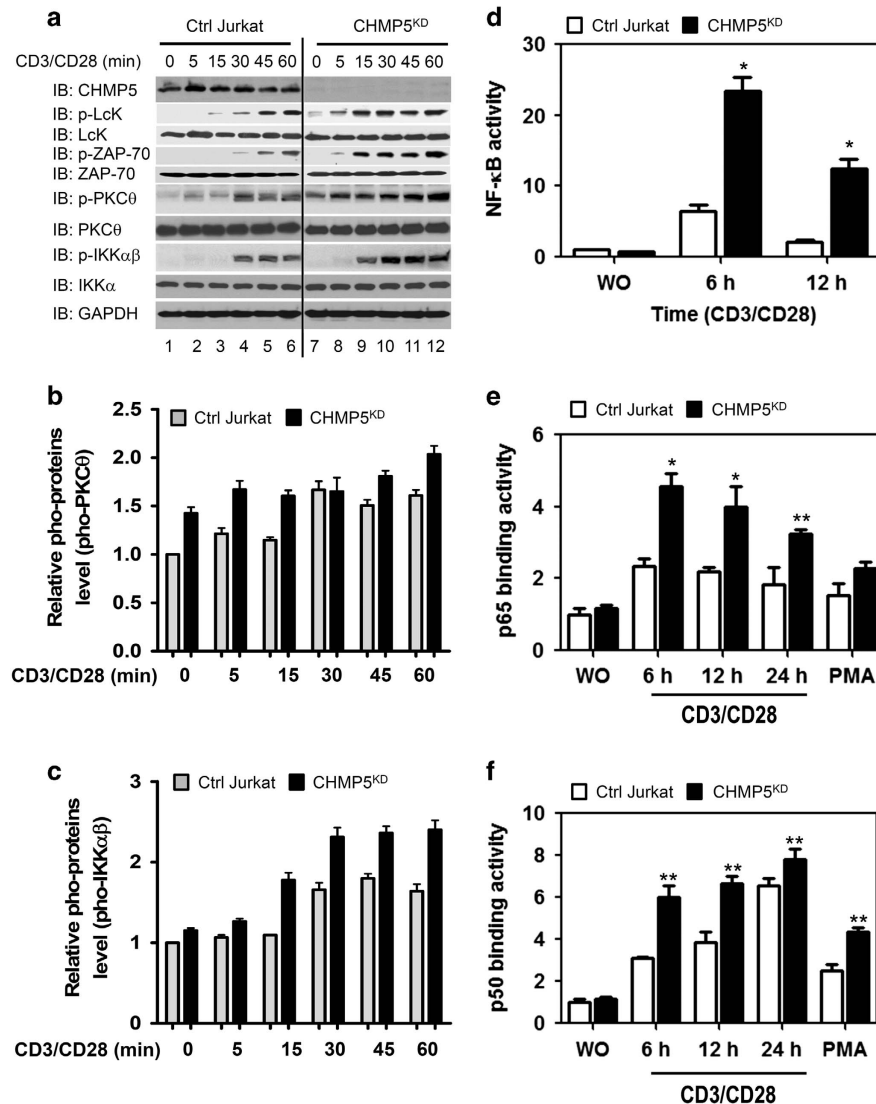 a
Ctrl Jurkat CHMP5KD
CD3/CD28 (min) 0 5 15 30 45 60 0 5 15 30 45 60
IB: CHMP5
IB: p-LcK
IB: LcK
IB: p-ZAP-70
IB: ZAP-70
IB: p-PKCθ
IB: PKCθ
IB: p-IKKαβ
IB: IKKα
IB: GAPDH
1 2 3 4 5 6 7 8 9 10 11 12
b
Ctrl Jurkat CHMP5KD
Relative pho-proteins
level (pho-PKCθ)
2.5
2.0
1.5
1.0
0.5
0.0
CD3/CD28 (min) 0 5 15 30 45 60
c
Ctrl Jurkat CHMP5KD
Relative pho-proteins
level (pho-IKKαβ)
3
2
1
0
CD3/CD28 (min) 0 5 15 30 45 60
d
Ctrl Jurkat CHMP5KD
NF-κB activity
30
20
10
0
*
*
WO 6 h 12 h
Time (CD3/CD28)
e
Ctrl Jurkat CHMP5KD
p65 binding activity
6
4
2
0
* * **
WO 6 h 12 h 24 h PMA
CD3/CD28
f
Ctrl Jurkat CHMP5KD
p50 binding activity
10
8
6
4
2
0
** ** ** **
WO 6 h 12 h 24 h PMA
CD3/CD28